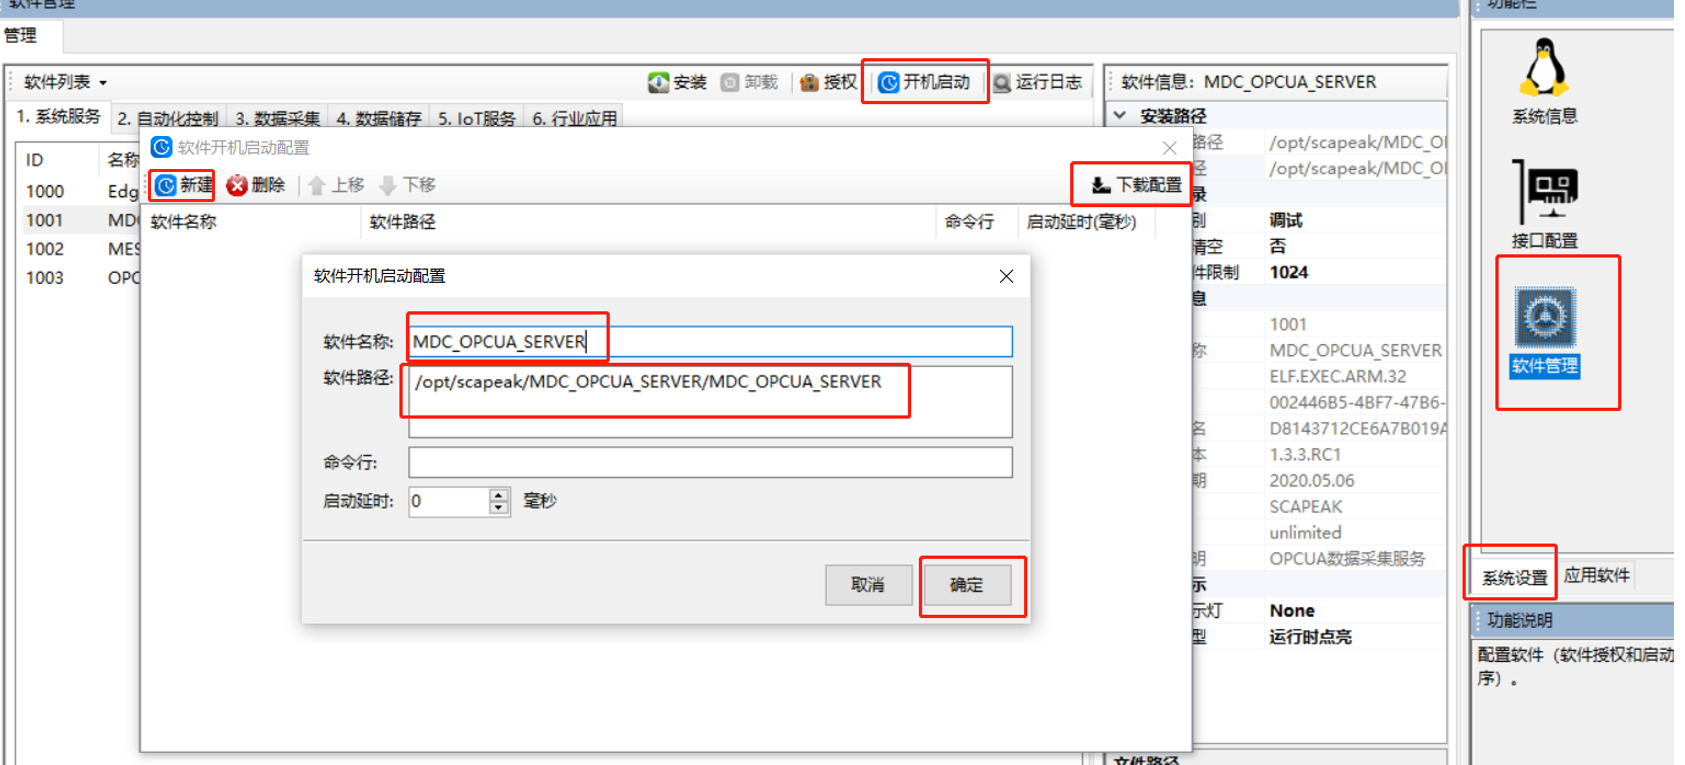 软件管理
管理
软件列表
安装
卸载
授权
开机启动
运行日志
1. 系统服务
2. 自动化控制
3. 数据采集
4. 数据储存
5. IoT服务
6. 行业应用
ID
名称
1000
Edg
1001
MD
1002
MES
1003
OPC
软件开机启动配置
新建
删除
上移
下移
下载配置
软件名称
软件路径
命令行
启动延时(毫秒)
软件开机启动配置
软件名称:
MDC_OPCUA_SERVER
软件路径:
/opt/scapeak/MDC_OPCUA_SERVER/MDC_OPCUA_SERVER
命令行:
启动延时:
0
毫秒
取消
确定
软件信息: MDC_OPCUA_SERVER
安装路径
路径
/opt/scapeak/MDC_O
径
/opt/scapeak/MDC_O
录
别
调试
清空
否
件限制
1024
息
1001
称
MDC_OPCUA_SERVER
ELF.EXEC.ARM.32
002446B5-4BF7-47B6-
名
D8143712CE6A7B019A
本
1.3.3.RC1
期
2020.05.06
SCAPEAK
unlimited
明
OPCUA数据采集服务
示
示灯
None
型
运行时点亮
文件路径
功能栏
系统信息
接口配置
软件管理
系统设置
应用软件
功能说明
配置软件（软件授权和启动
序）。